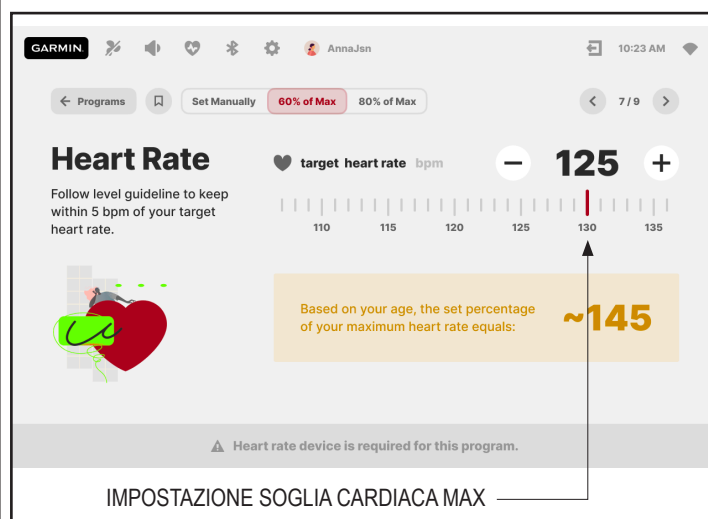 GARMIN. AnnaJsn 10:23 AM
Programs Set Manually 60% of Max 80% of Max 7/9
Heart Rate
target heart rate bpm 125
Follow level guideline to keep
within 5 bpm of your target
heart rate.
110 115 120 125 130 135
Based on your age, the set percentage
of your maximum heart rate equals:
~145
Heart rate device is required for this program.
IMPOSTAZIONE SOGLIA CARDIACA MAX